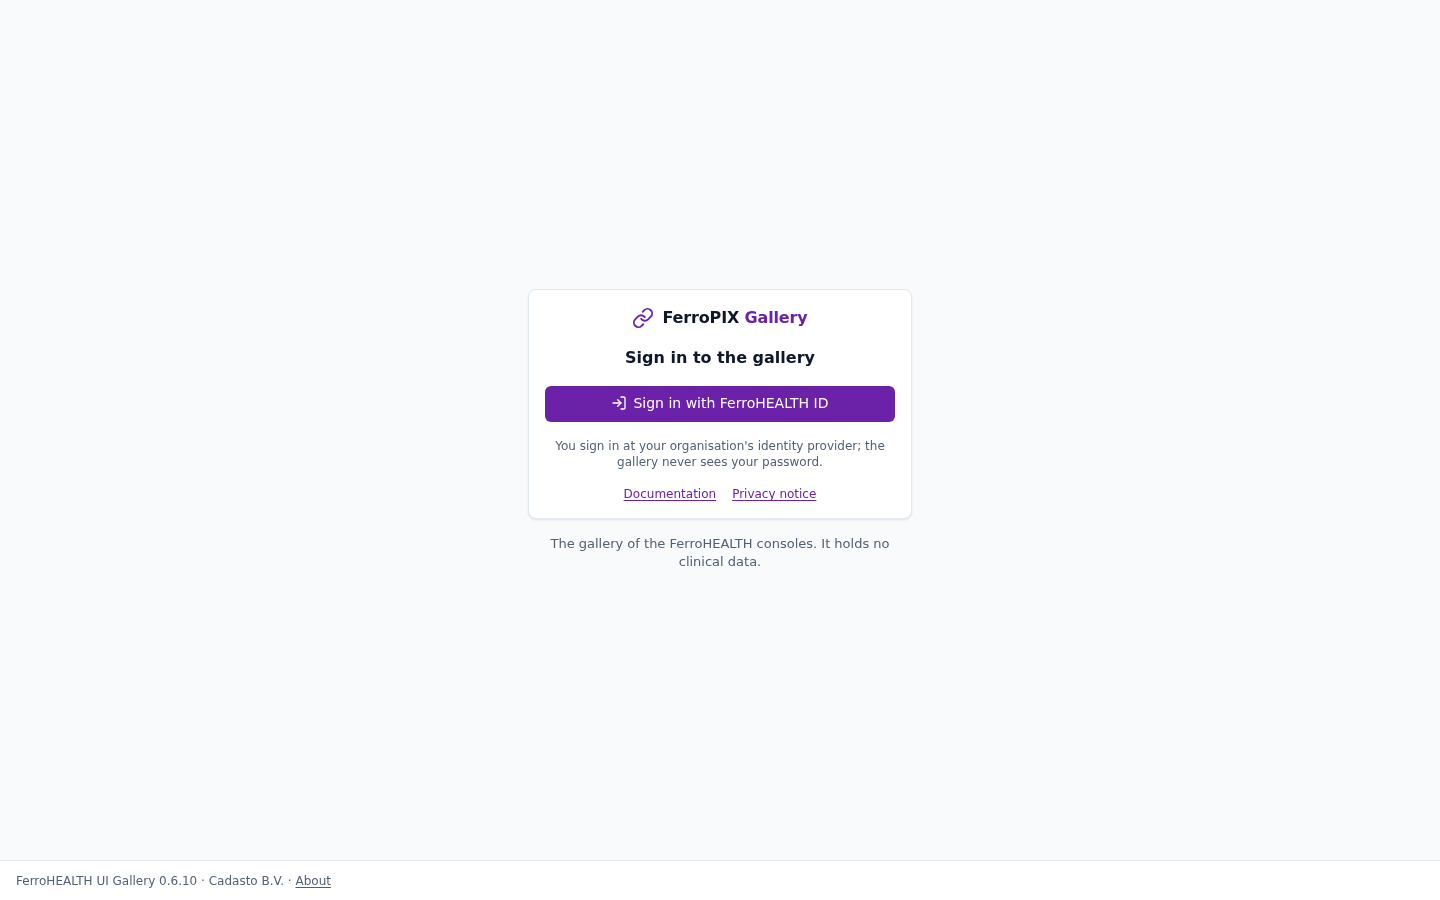 FerroPIX Gallery
Sign in to the gallery
Sign in with FerroHEALTH ID
You sign in at your organisation's identity provider; the
gallery never sees your password.
Documentation Privacy notice
The gallery of the FerroHEALTH consoles. It holds no
clinical data.
FerroHEALTH UI Gallery 0.6.10 · Cadasto B.V. · About